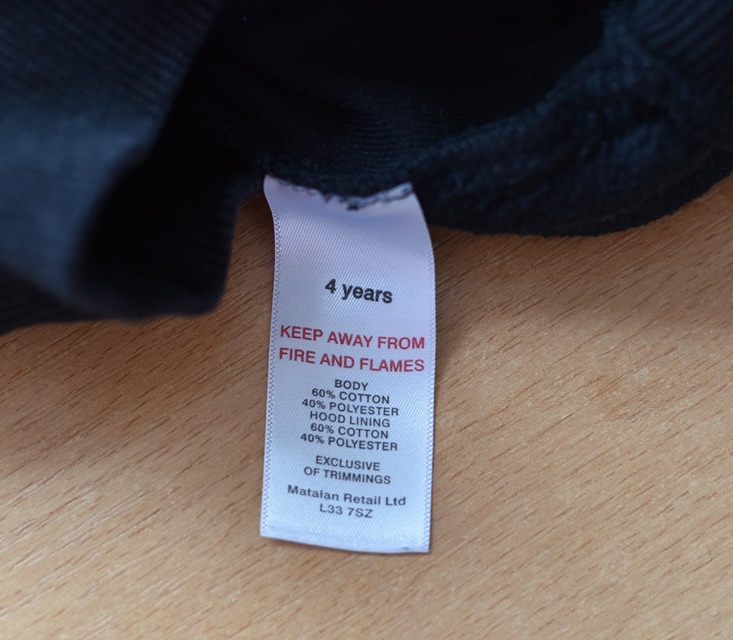 4 years
KEEP AWAY FROM
FIRE AND FLAMES
BODY
60% COTTON
40% POLYESTER
HOOD LINING
60% COTTON
40% POLYESTER
EXCLUSIVE
OF TRIMMINGS
Matalan Retail Ltd
L33 7SZ